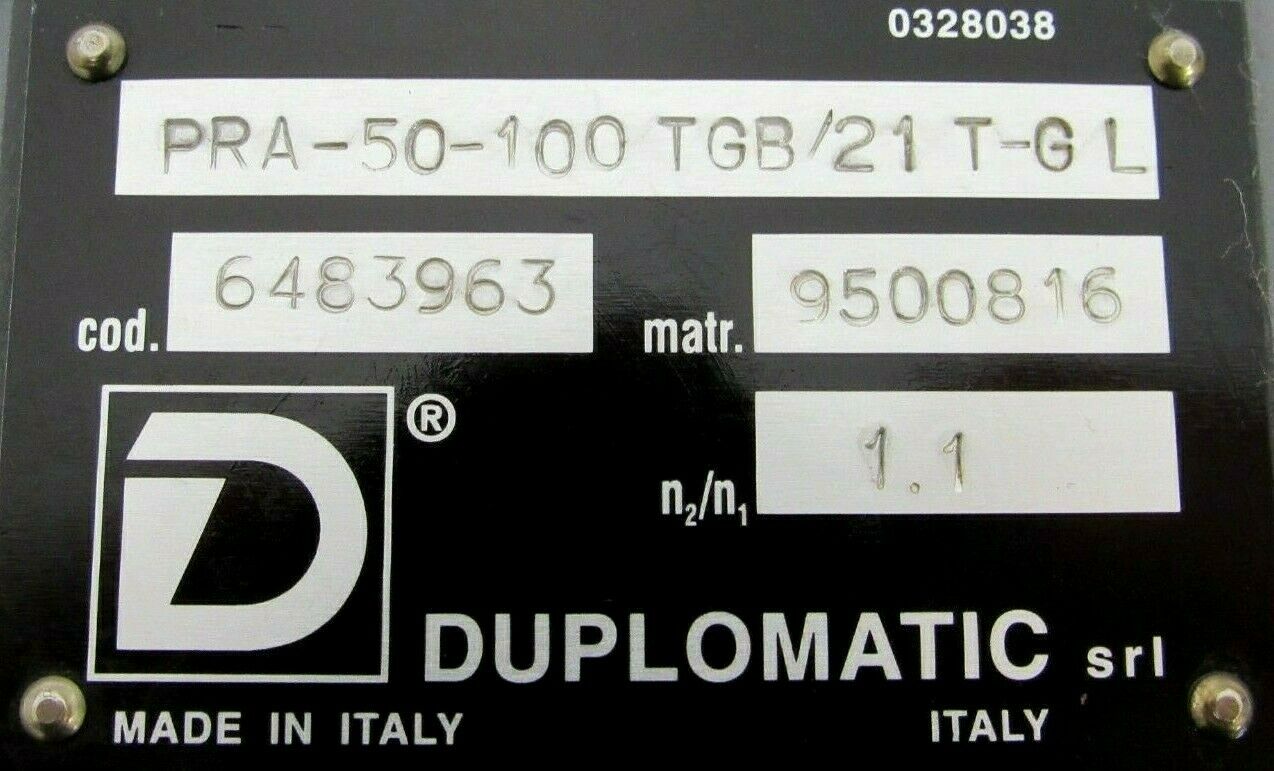 0328038
PRA-50-100 TGB/21 T-G L
cod. 6483963 matr. 9500816
n₂/n₁ 1.1
D ®
DUPLOMATIC srl
MADE IN ITALY ITALY